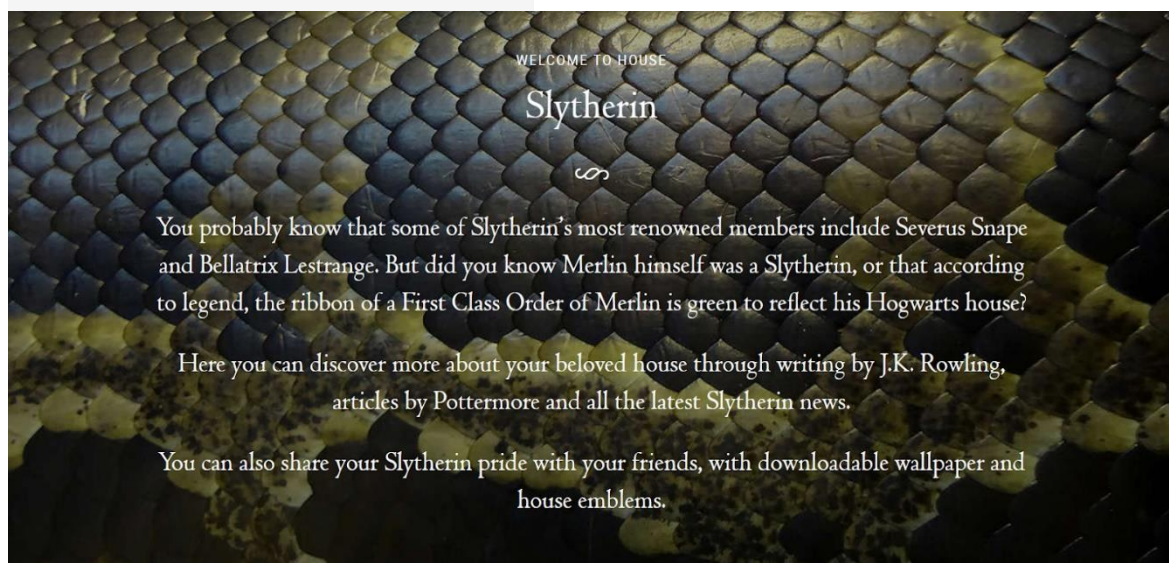 WELCOME TO HOUSE
Slytherin
You probably know that some of Slytherin’s most renowned members include Severus Snape
and Bellatrix Lestrange. But did you know Merlin himself was a Slytherin, or that according
to legend, the ribbon of a First Class Order of Merlin is green to reflect his Hogwarts house?
Here you can discover more about your beloved house through writing by J.K. Rowling,
articles by Pottermore and all the latest Slytherin news.
You can also share your Slytherin pride with your friends, with downloadable wallpaper and
house emblems.